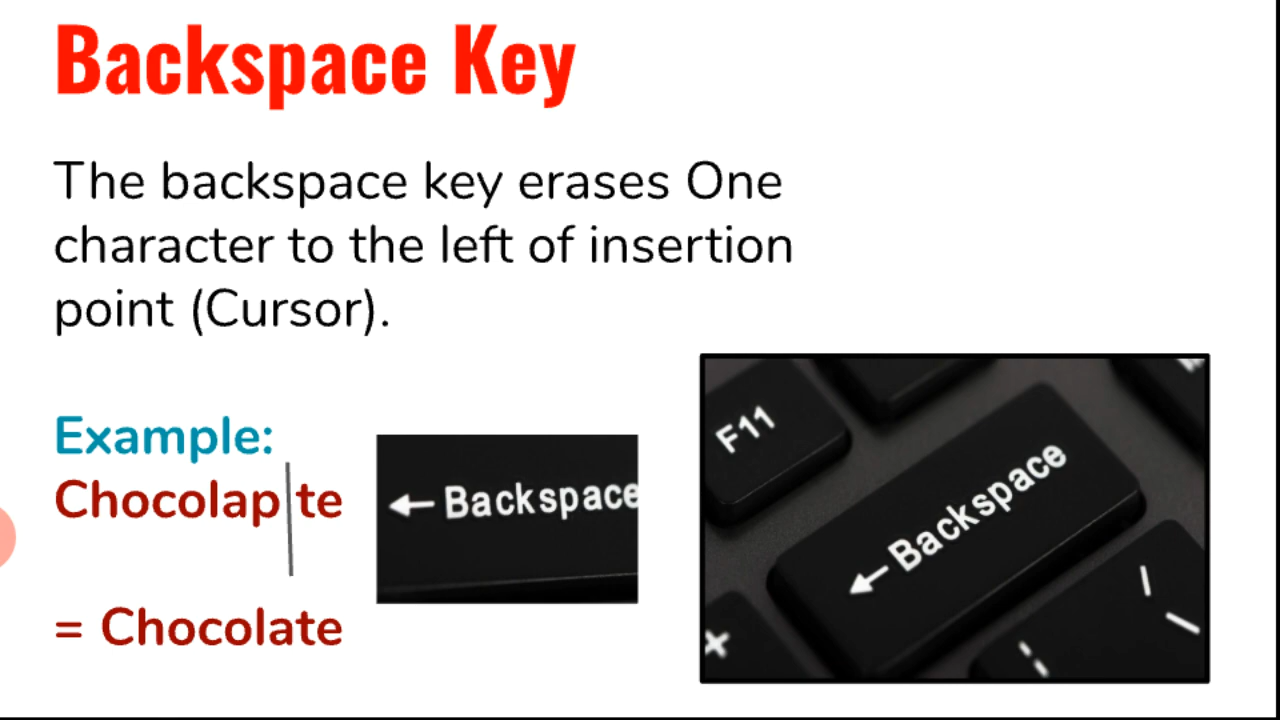 Backspace Key
The backspace key erases One
character to the left of insertion
point (Cursor).
Example:
Chocolap te
← Backspace
= Chocolate
F11
← Backspace
+
\